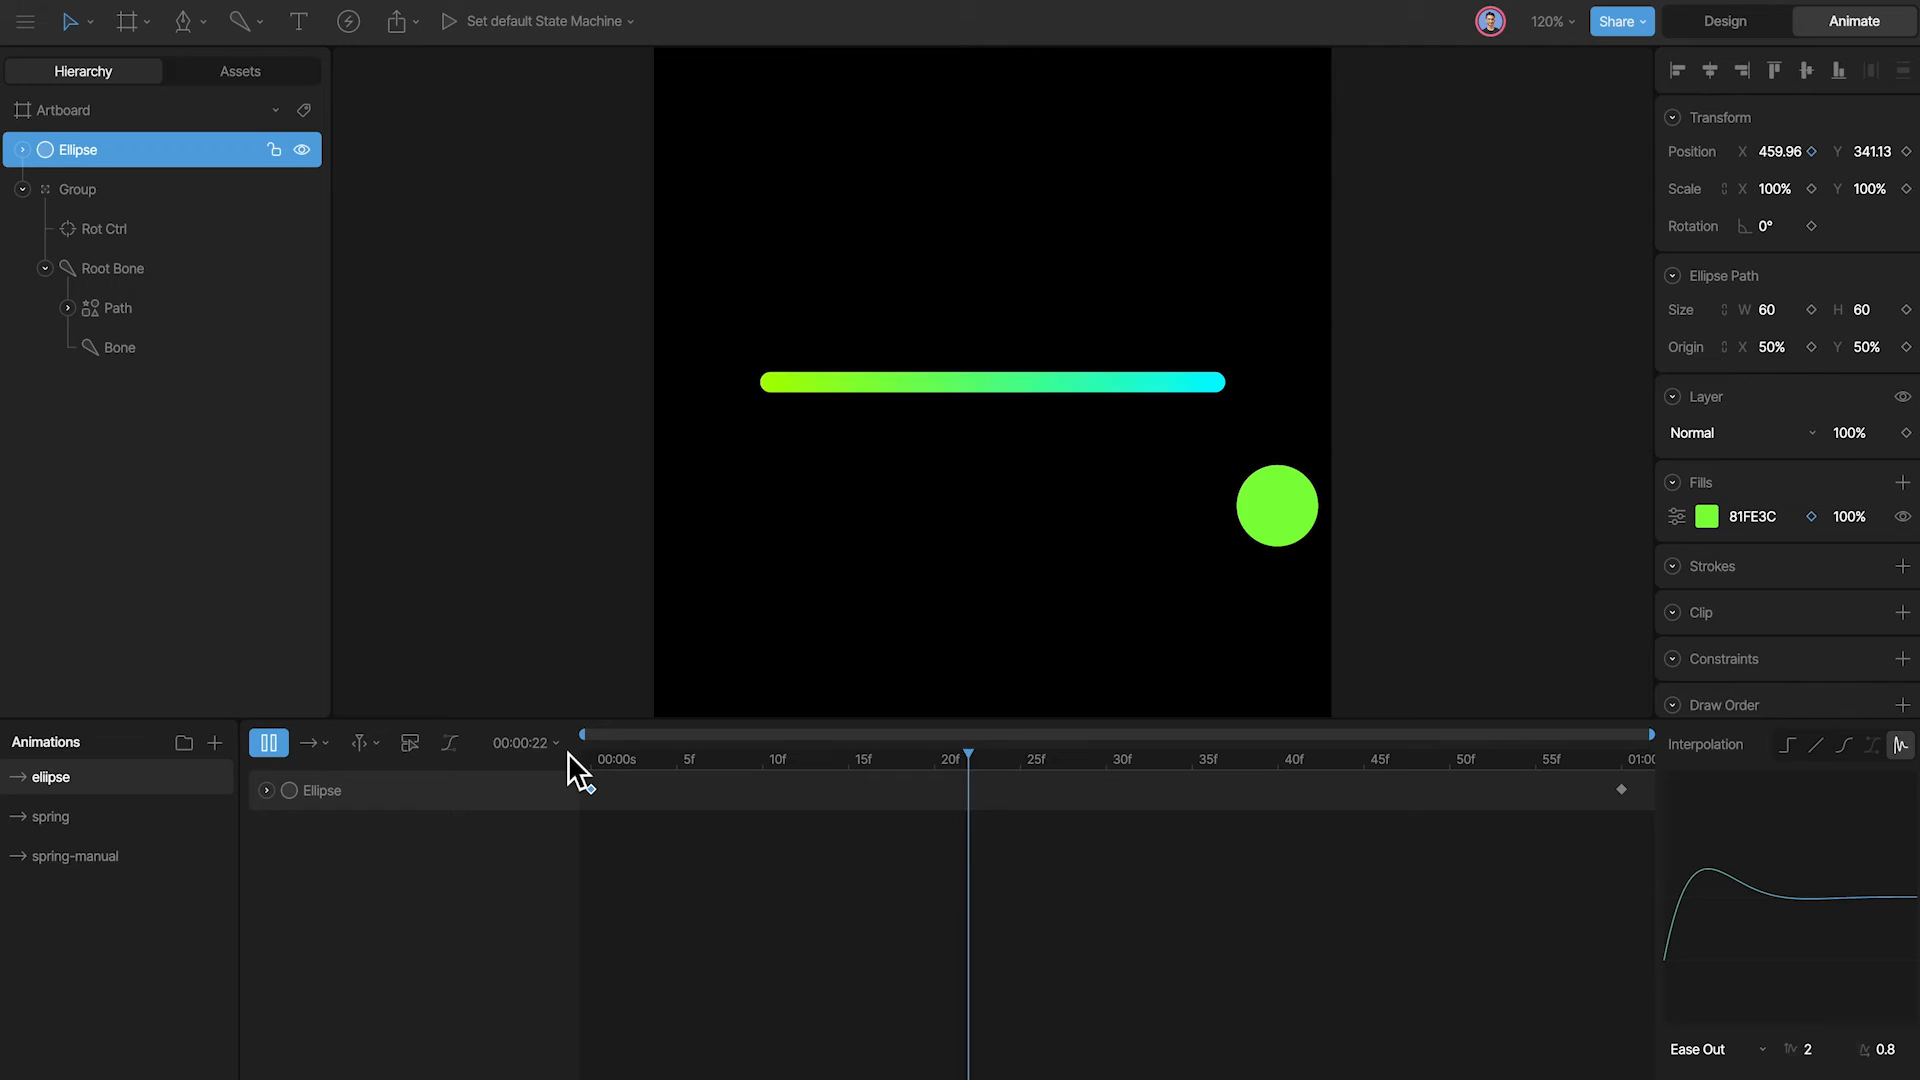 Set default State Machine
120%
Share
Design
Animate
Hierarchy
Assets
Artboard
Ellipse
Group
Rot Ctrl
Root Bone
Path
Bone
Transform
Position X 459.96 Y 341.13
Scale X 100% Y 100%
Rotation 0°
Ellipse Path
Size W 60 H 60
Origin X 50% Y 50%
Layer
Normal 100%
Fills
81FE3C 100%
Strokes
Clip
Constraints
Draw Order
Animations
ellipse
spring
spring-manual
00:00:22
00:00s 5f 10f 15f 20f 25f 30f 35f 40f 45f 50f 55f 01:00
Ellipse
Interpolation
Ease Out 2 0.8